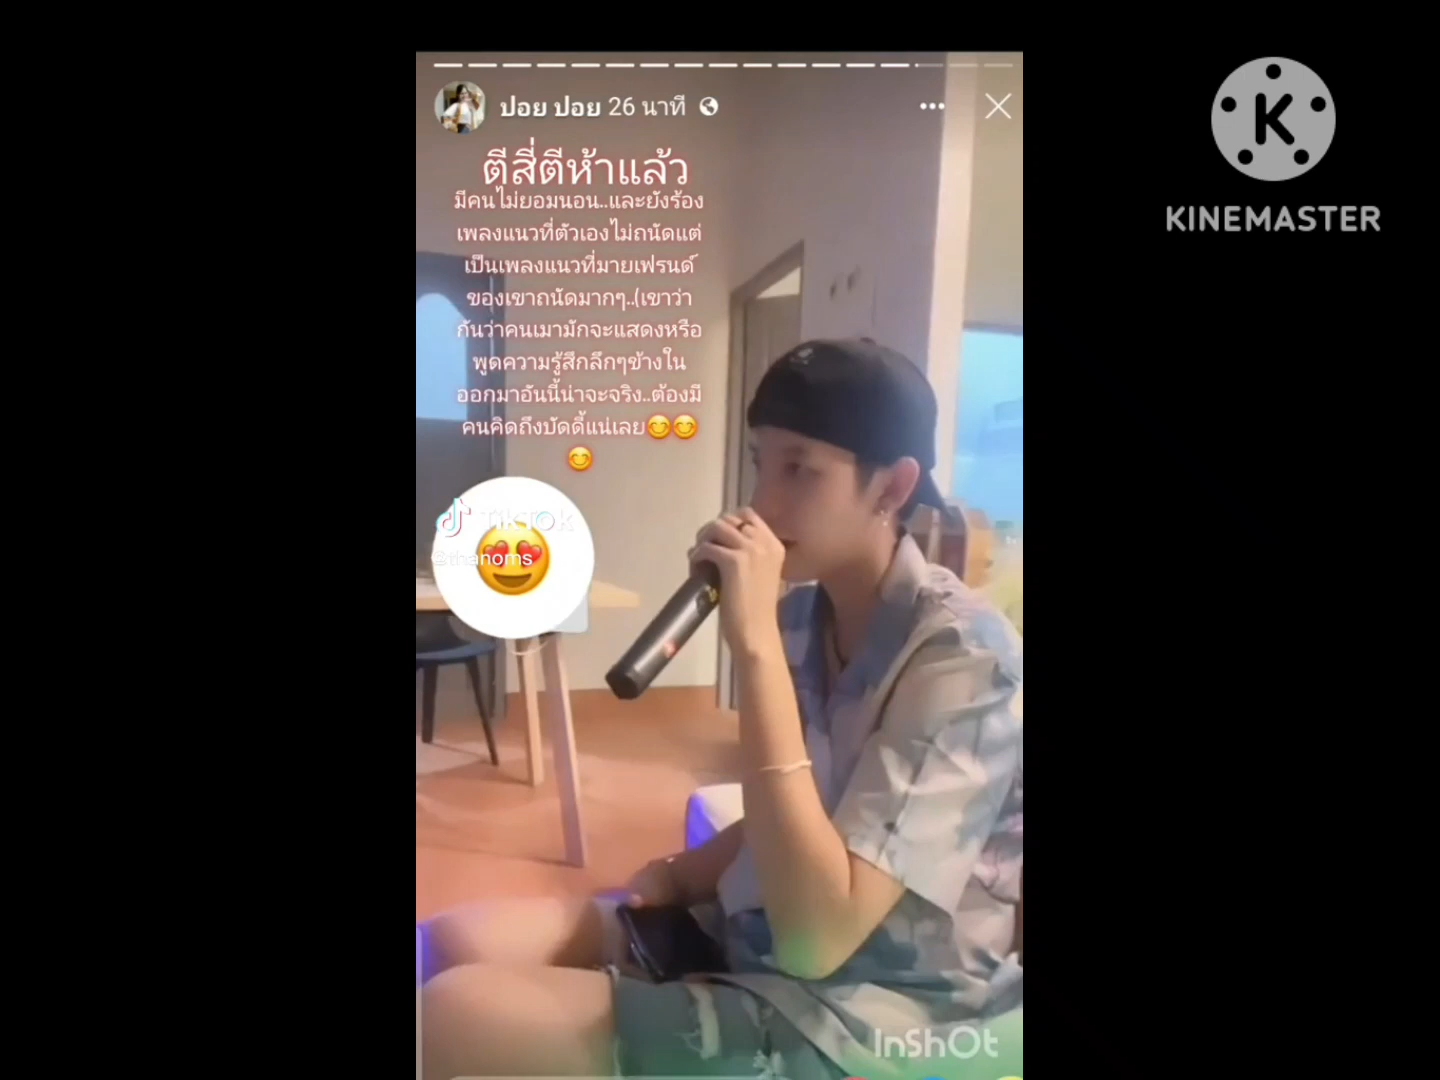 ปอย ปอย 26 นาที
KINEMASTER
ตีสี่ตีห้าแล้ว
มีคนไม่ยอมนอน..และยังร้อง
เพลงแนวที่ตัวเองไม่ถนัดแต่
เป็นเพลงแนวที่มายเฟรนด์
ของเขาถนัดมากๆ..(เขาว่า
กันว่าคนเมามักจะแสดงหรือ
พูดความรู้สึกลึกๆข้างใน
ออกมาอันนี้น่าจะจริง..ต้องมี
คนคิดถึงบัดดี้แน่เลย😊😊
😊
TikTok
@thanoms
InShOt